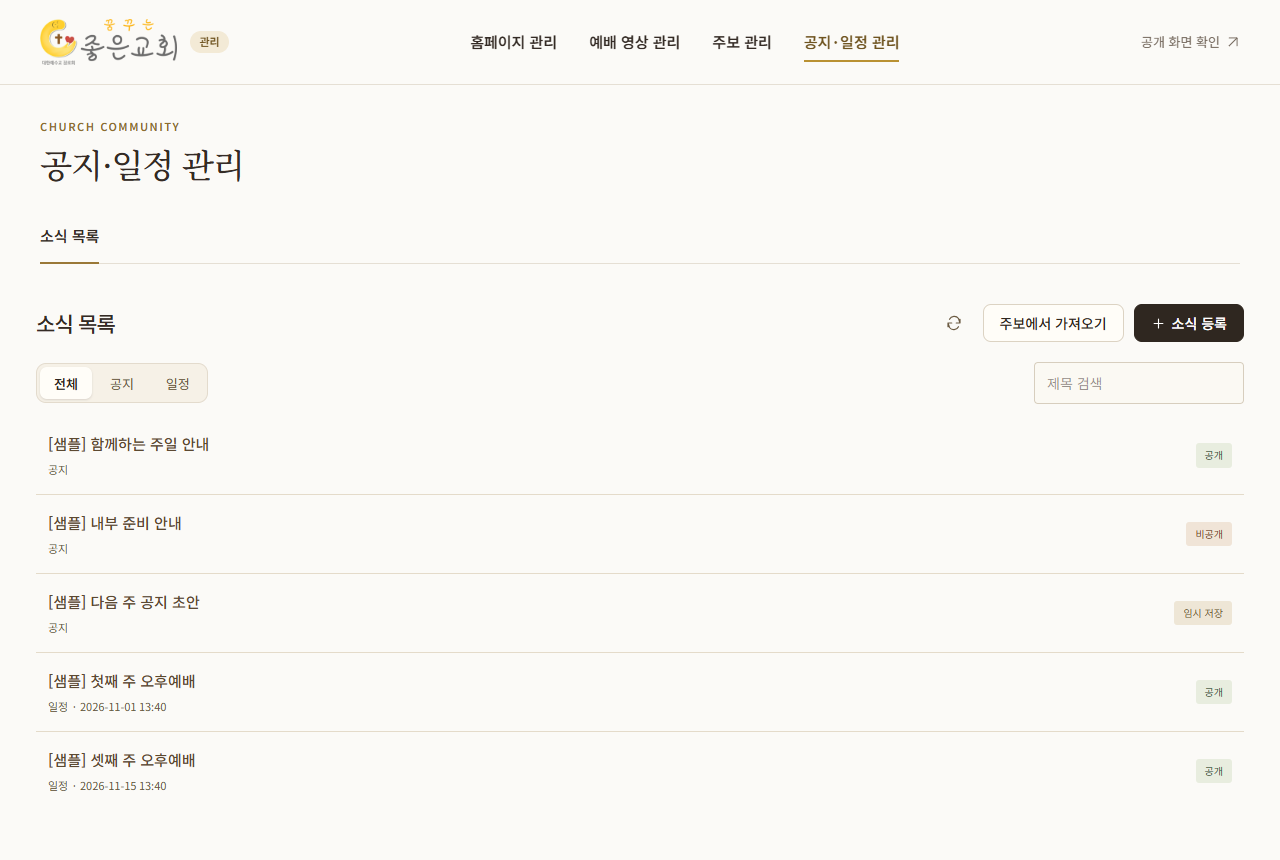 꿈꾸는
좋은교회
관리
홈페이지 관리
예배 영상 관리
주보 관리
공지·일정 관리
공개 화면 확인
CHURCH COMMUNITY
공지·일정 관리
소식 목록
소식 목록
주보에서 가져오기
+ 소식 등록
전체
공지
일정
제목 검색
[샘플] 함께하는 주일 안내
공지
공개
[샘플] 내부 준비 안내
공지
비공개
[샘플] 다음 주 공지 초안
공지
임시 저장
[샘플] 첫째 주 오후예배
일정 · 2026-11-01 13:40
공개
[샘플] 셋째 주 오후예배
일정 · 2026-11-15 13:40
공개